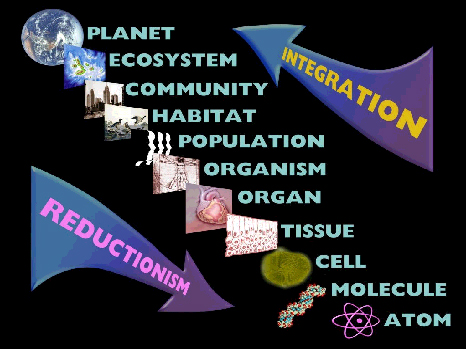 PLANET
ECOSYSTEM
COMMUNITY
HABITAT
POPULATION
ORGANISM
ORGAN
TISSUE
CELL
MOLECULE
ATOM
INTEGRATION
REDUCTIONISM